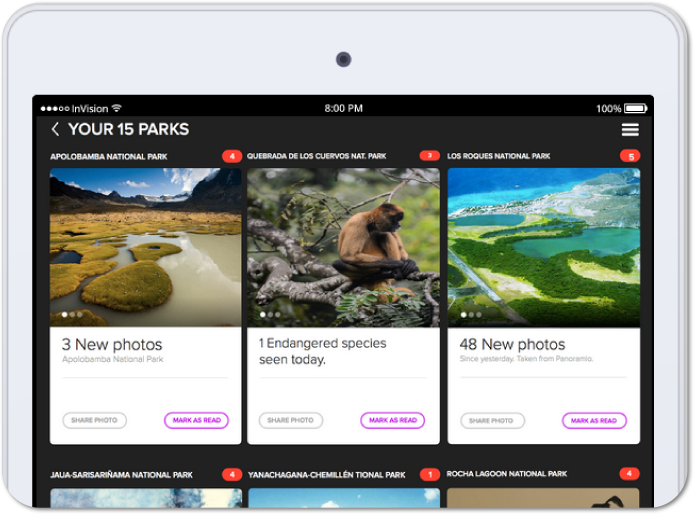 InVision
8:00 PM
100%
YOUR 15 PARKS
APOLOBAMBA NATIONAL PARK
4
QUEBRADA DE LOS CUERVOS NAT. PARK
3
LOS ROQUES NATIONAL PARK
5
3 New photos
Apolobamba National Park
SHARE PHOTO
MARK AS READ
1 Endangered species
seen today.
SHARE PHOTO
MARK AS READ
48 New photos
Since yesterday. Taken from Panoramio.
SHARE PHOTO
MARK AS READ
JAUA-SARISARIÑAMA NATIONAL PARK
4
YANACHAGANA-CHEMILLÉN TIONAL PARK
1
ROCHA LAGOON NATIONAL PARK
4